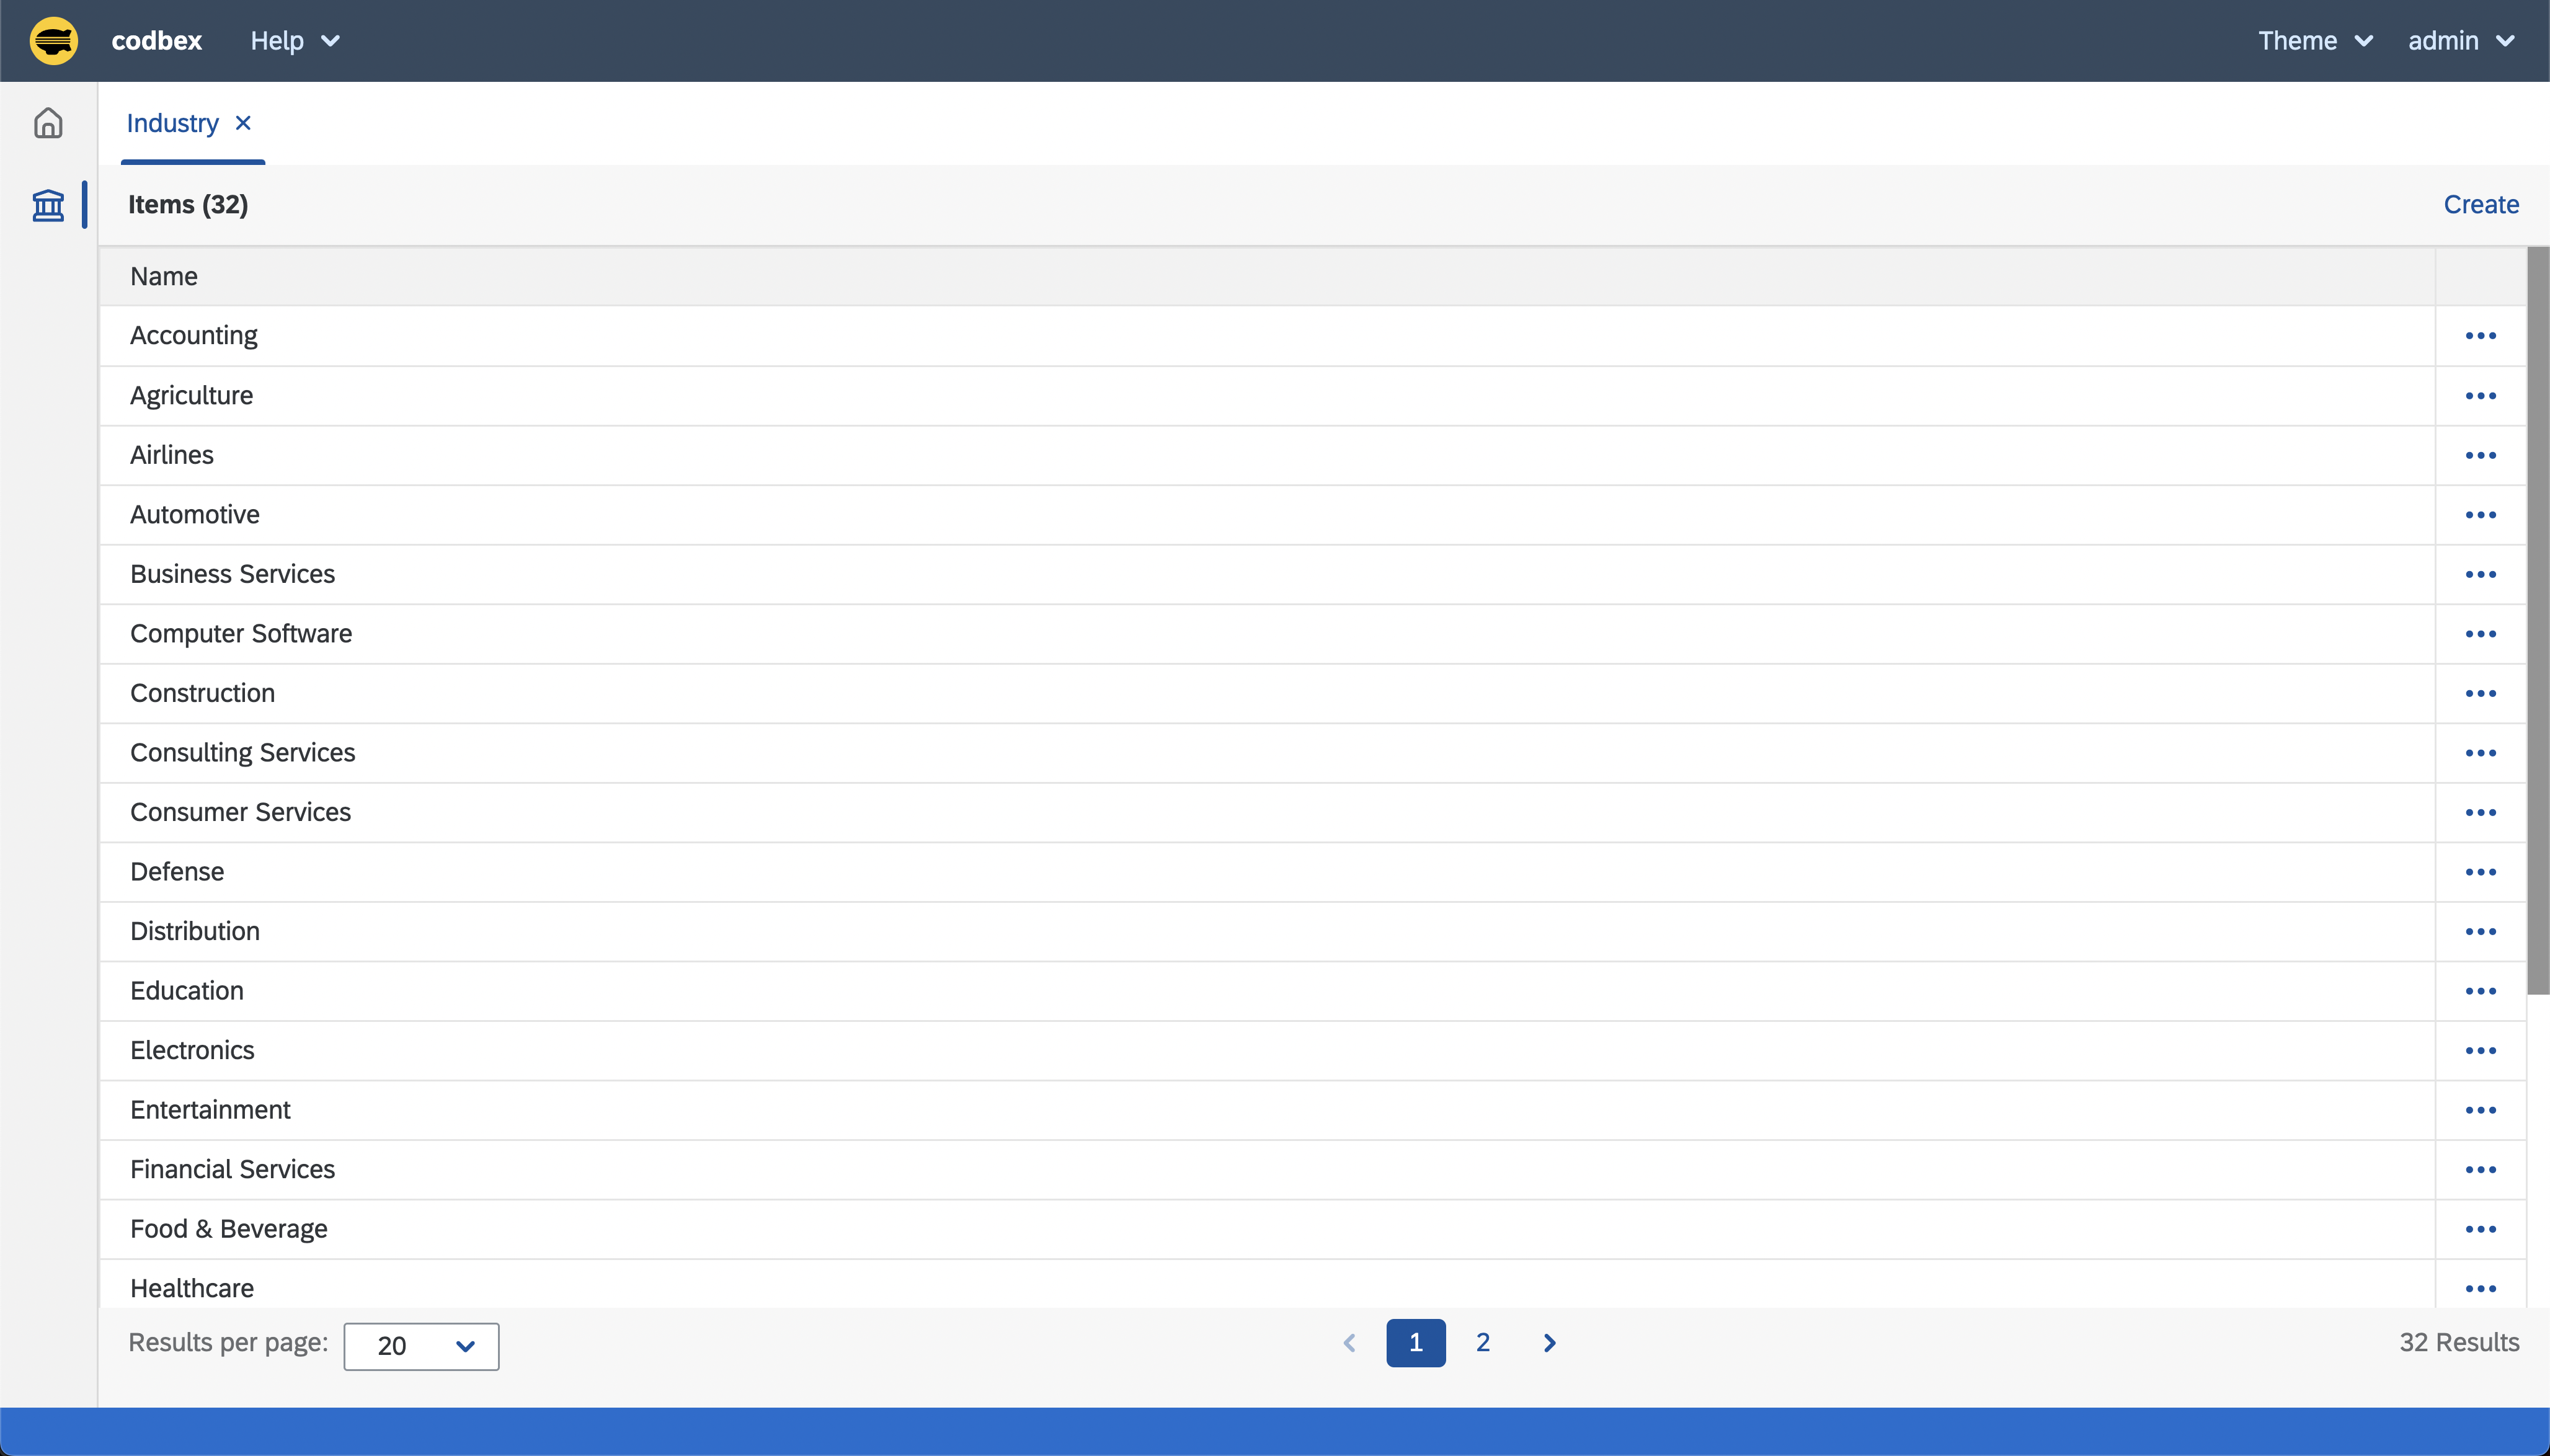 codbex Help Theme admin
Industry
Items (32) Create
Name
Accounting
Agriculture
Airlines
Automotive
Business Services
Computer Software
Construction
Consulting Services
Consumer Services
Defense
Distribution
Education
Electronics
Entertainment
Financial Services
Food & Beverage
Healthcare
Results per page: 20 1 2 32 Results